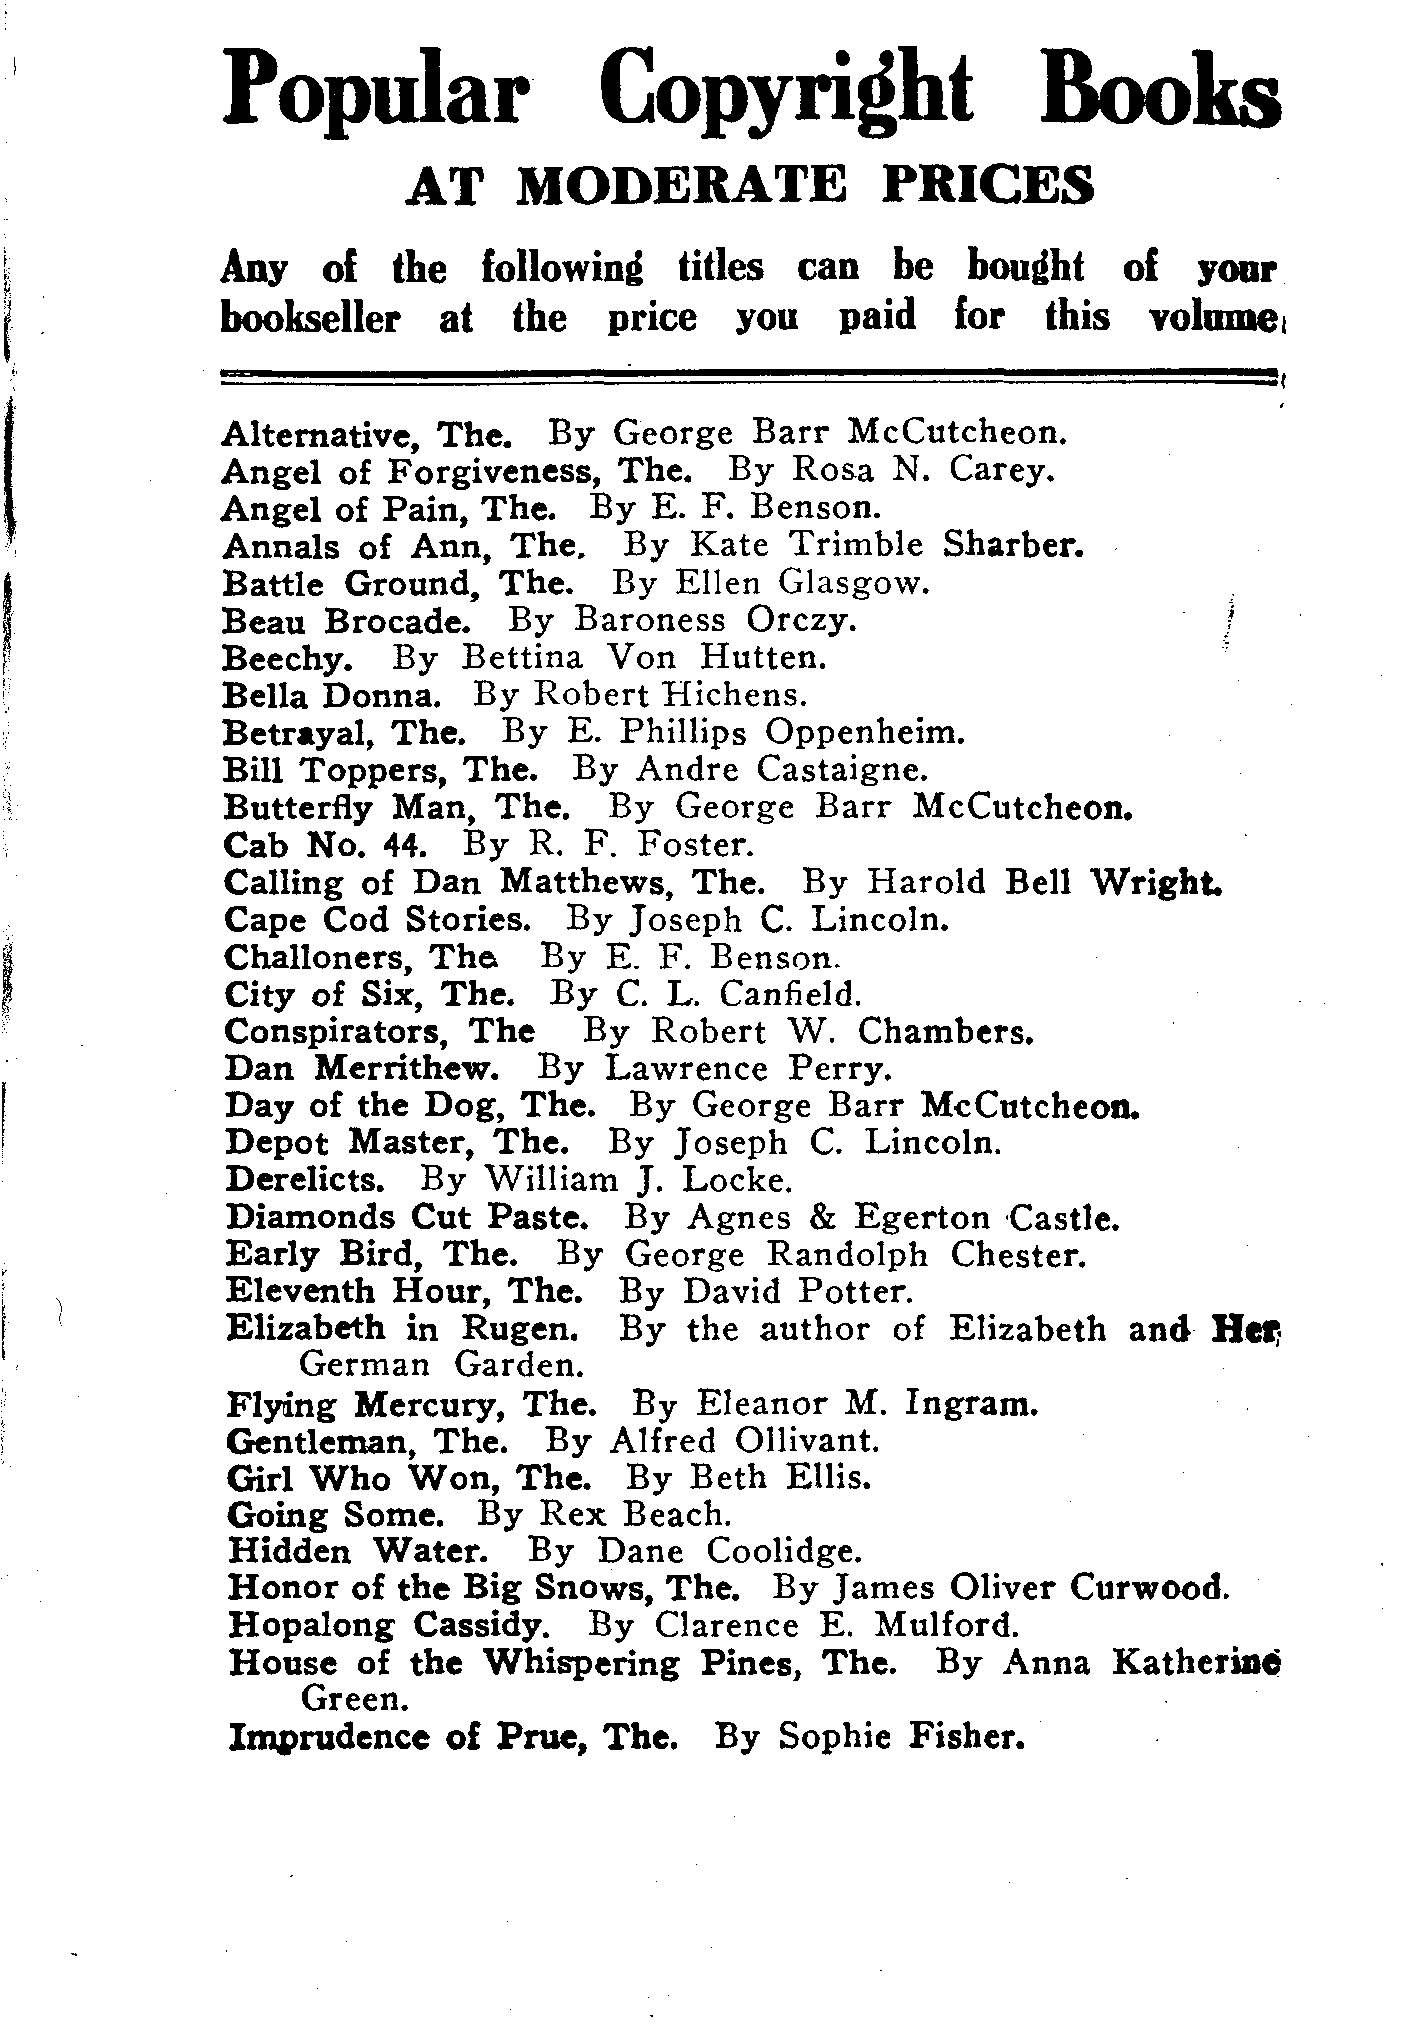 Popular Copyright Books
AT MODERATE PRICES
Any of the following titles can be bought of your
bookseller at the price you paid for this volume
Alternative, The. By George Barr McCutcheon.
Angel of Forgiveness, The. By Rosa N. Carey.
Angel of Pain, The. By E. F. Benson.
Annals of Ann, The. By Kate Trimble Sharber.
Battle Ground, The. By Ellen Glasgow.
Beau Brocade. By Baroness Orczy.
Beechy. By Bettina Von Hutten.
Bella Donna. By Robert Hichens.
Betrayal, The. By E. Phillips Oppenheim.
Bill Toppers, The. By Andre Castaigne.
Butterfly Man, The. By George Barr McCutcheon.
Cab No. 44. By R. F. Foster.
Calling of Dan Matthews, The. By Harold Bell Wright.
Cape Cod Stories. By Joseph C. Lincoln.
Challoners, The By E. F. Benson.
City of Six, The. By C. L. Canfield.
Conspirators, The By Robert W. Chambers.
Dan Merrithew. By Lawrence Perry.
Day of the Dog, The. By George Barr McCutcheon.
Depot Master, The. By Joseph C. Lincoln.
Derelicts. By William J. Locke.
Diamonds Cut Paste. By Agnes & Egerton Castle.
Early Bird, The. By George Randolph Chester.
Eleventh Hour, The. By David Potter.
Elizabeth in Rugen. By the author of Elizabeth and Her
German Garden.
Flying Mercury, The. By Eleanor M. Ingram.
Gentleman, The. By Alfred Ollivant.
Girl Who Won, The. By Beth Ellis.
Going Some. By Rex Beach.
Hidden Water. By Dane Coolidge.
Honor of the Big Snows, The. By James Oliver Curwood.
Hopalong Cassidy. By Clarence E. Mulford.
House of the Whispering Pines, The. By Anna Katherine
Green.
Imprudence of Prue, The. By Sophie Fisher.